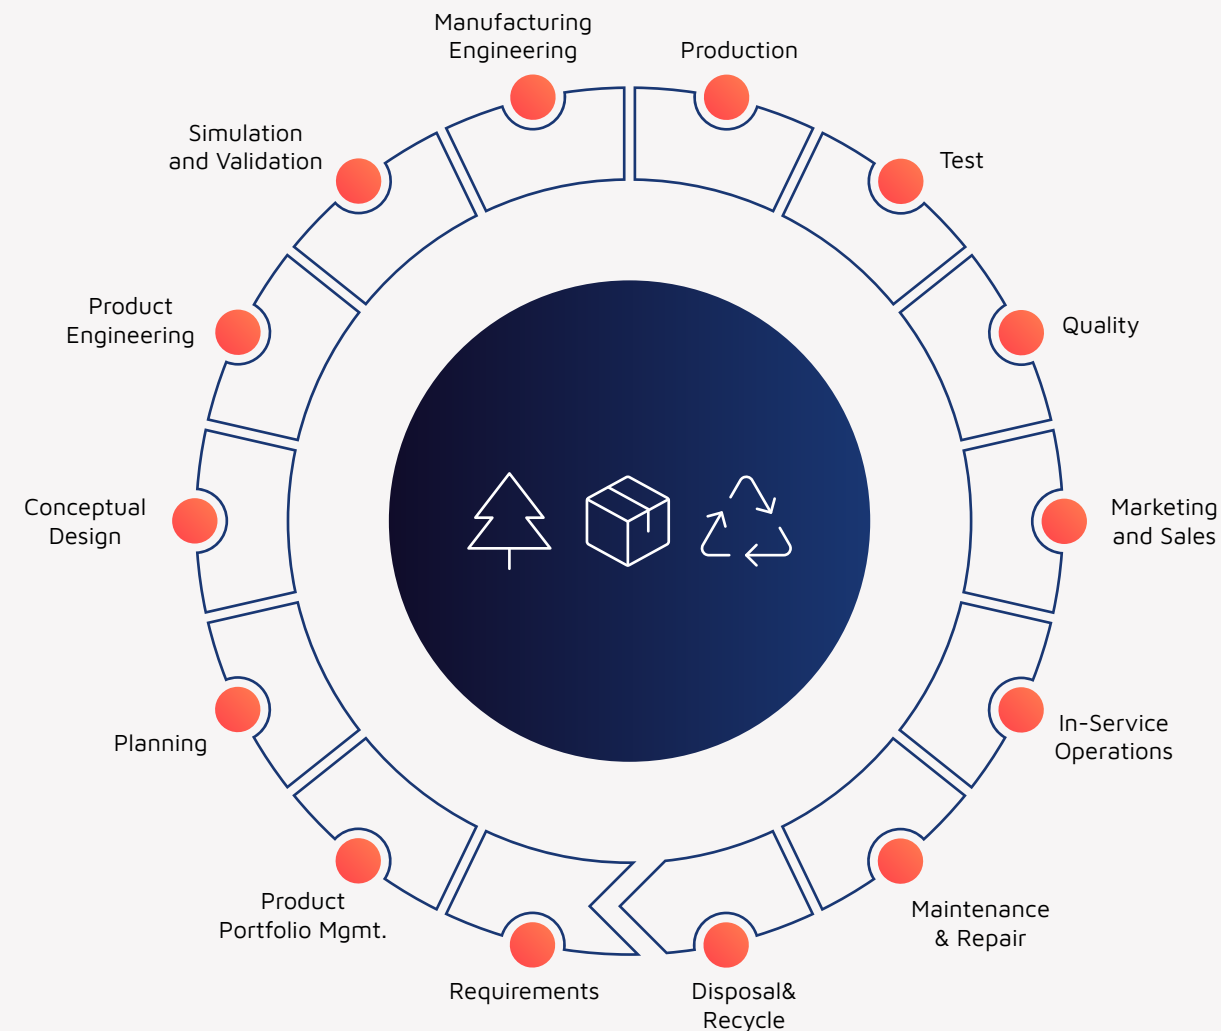 Manufacturing
Engineering
Production
Simulation
and Validation
Test
Product
Engineering
Quality
Conceptual
Design
Marketing
and Sales
Planning
In-Service
Operations
Product
Portfolio Mgmt.
Maintenance
& Repair
Requirements
Disposal&
Recycle